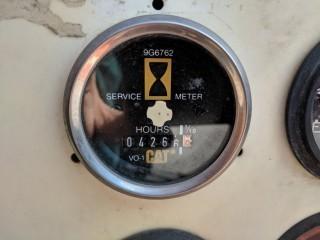 9G6762
SERVICE METER
HOURS 1/10
04266
VO-1 CAT